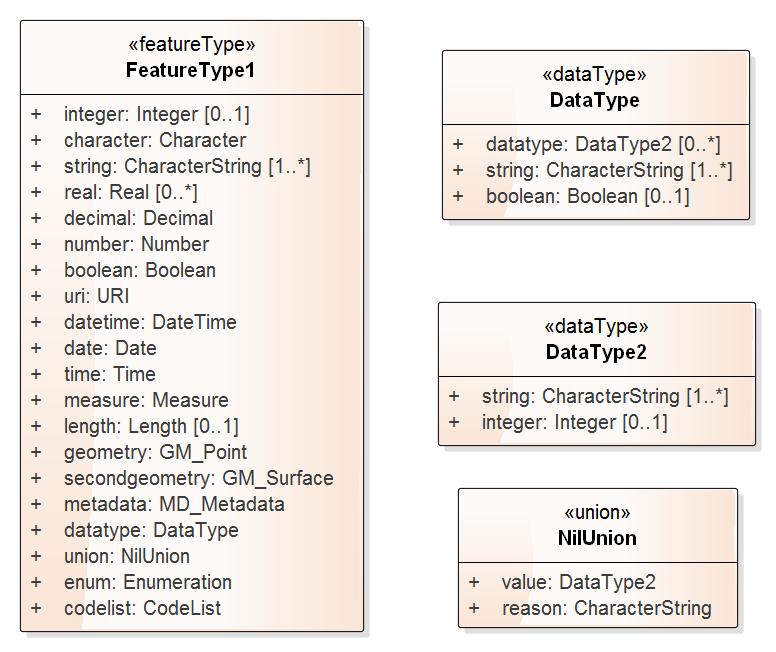 «featureType»
FeatureType1
+ integer: Integer [0..1]
+ character: Character
+ string: CharacterString [1..*]
+ real: Real [0..*]
+ decimal: Decimal
+ number: Number
+ boolean: Boolean
+ uri: URI
+ datetime: DateTime
+ date: Date
+ time: Time
+ measure: Measure
+ length: Length [0..1]
+ geometry: GM_Point
+ secondgeometry: GM_Surface
+ metadata: MD_Metadata
+ datatype: DataType
+ union: NilUnion
+ enum: Enumeration
+ codelist: CodeList
«dataType»
DataType
+ datatype: DataType2 [0..*]
+ string: CharacterString [1..*]
+ boolean: Boolean [0..1]
«dataType»
DataType2
+ string: CharacterString [1..*]
+ integer: Integer [0..1]
«union»
NilUnion
+ value: DataType2
+ reason: CharacterString